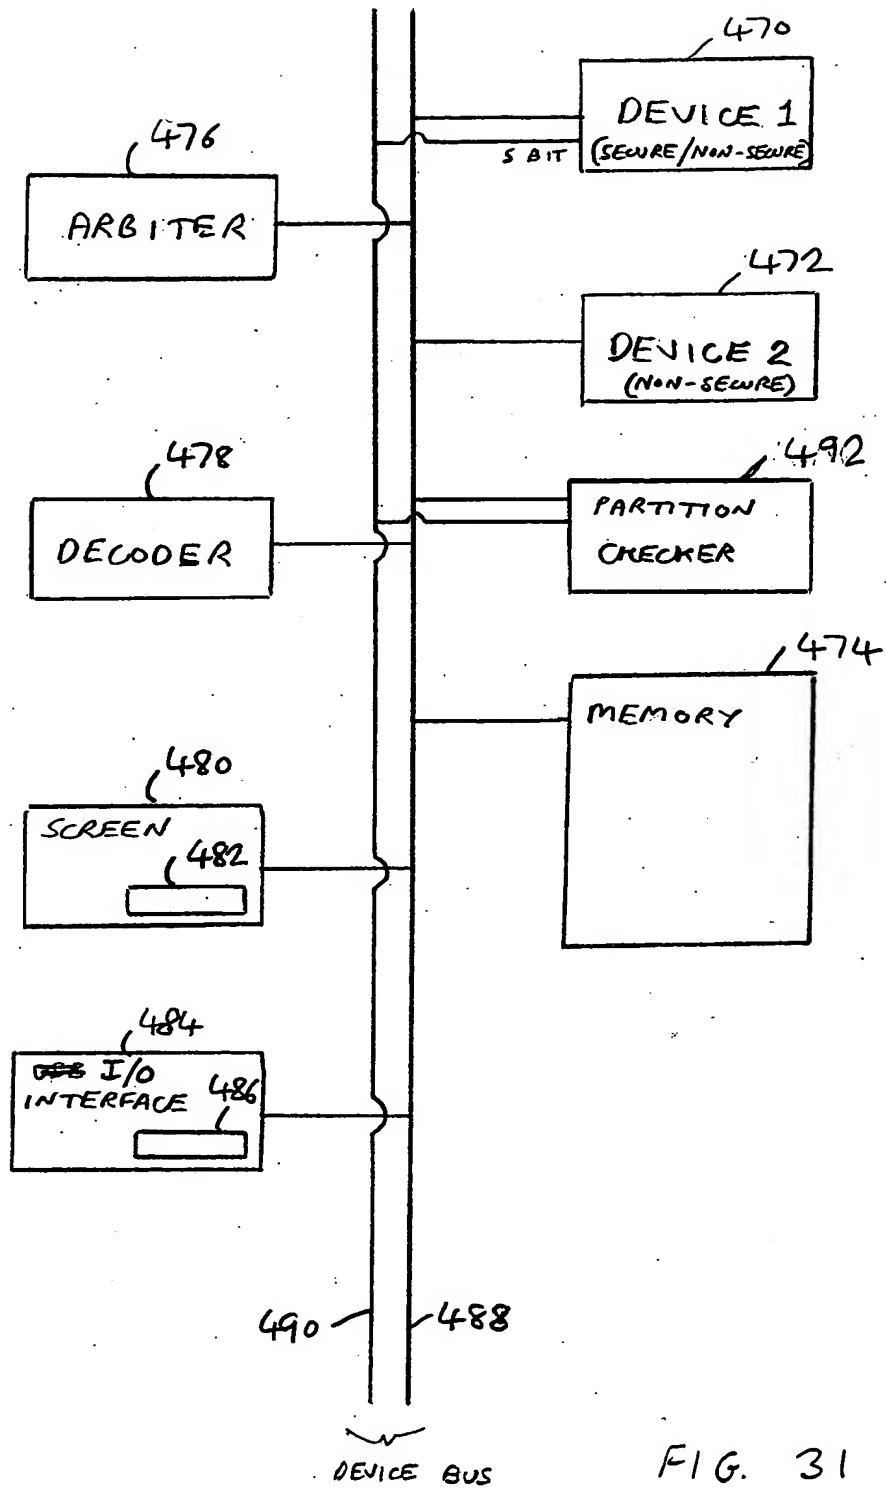 470
DEVICE 1
(SECURE/NON-SECURE)
S BIT
476
ARBITER
472
DEVICE 2
(NON-SECURE)
478
DECODER
492
PARTITION
CHECKER
474
MEMORY
480
SCREEN
482
484
I/O
INTERFACE
486
490
488
DEVICE BUS
FIG. 31